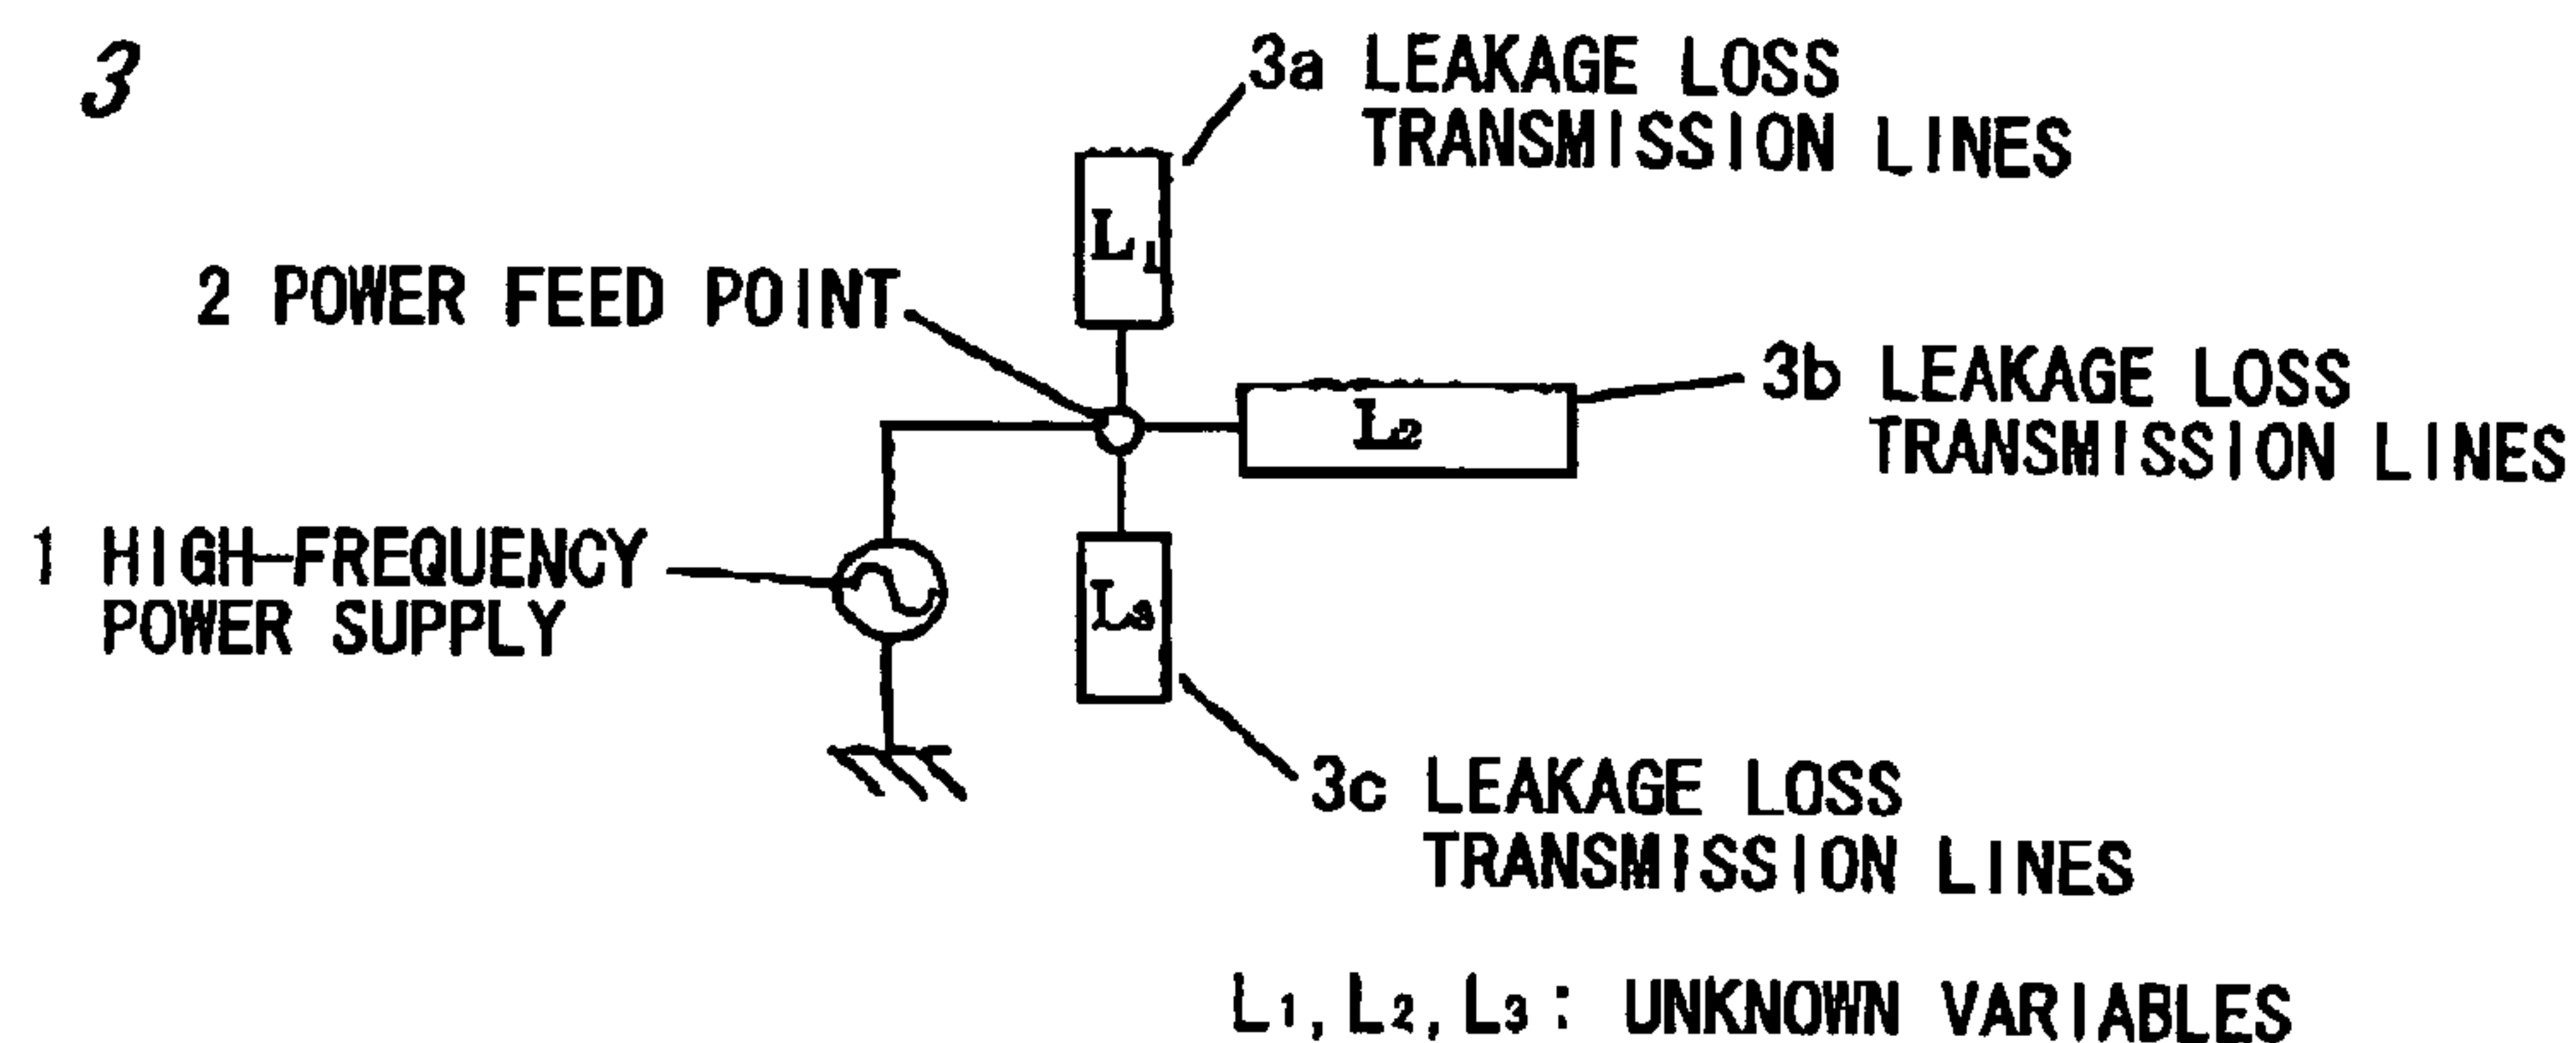 3
3a LEAKAGE LOSS
TRANSMISSION LINES
L1
2 POWER FEED POINT
3b LEAKAGE LOSS
TRANSMISSION LINES
L2
1 HIGH-FREQUENCY
POWER SUPPLY
L3
3c LEAKAGE LOSS
TRANSMISSION LINES
L1, L2, L3 : UNKNOWN VARIABLES